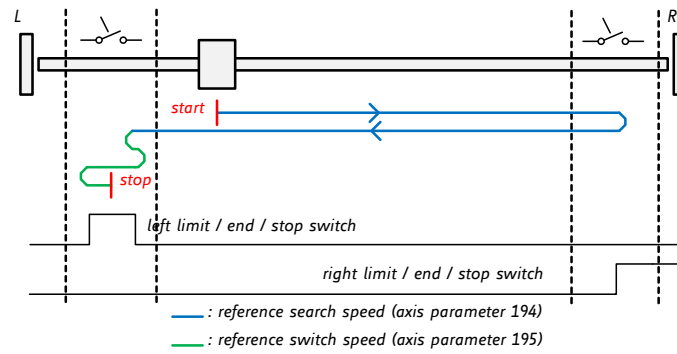 L
R
start
stop
left limit / end / stop switch
right limit / end / stop switch
: reference search speed (axis parameter 194)
: reference switch speed (axis parameter 195)